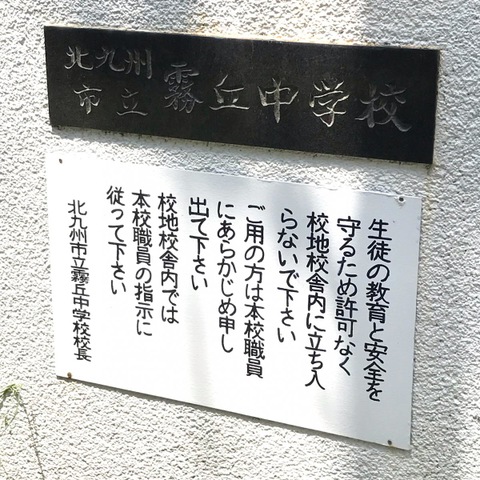 北九州
市立
霧丘中学校
生徒の教育と安全を
守るため許可なく
校地校舎内に立ち入
らないで下さい
ご用の方は本校職員
にあらかじめ申し
出て下さい
校地校舎内では
本校職員の指示に
従って下さい
北九州市立霧丘中学校校長